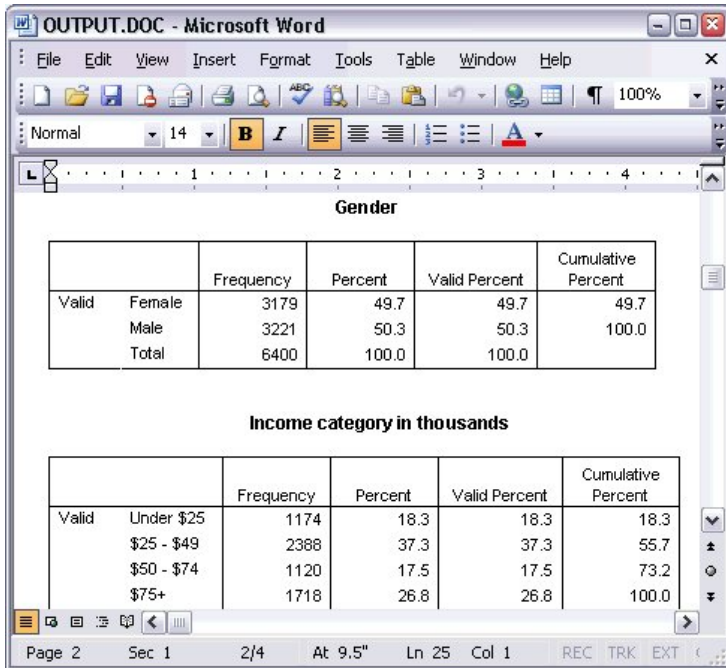 OUTPUT.DOC - Microsoft Word
File Edit View Insert Format Tools Table Window Help
100%
Normal 14 B I A
1 2 3 4
Gender
Frequency Percent Valid Percent Cumulative Percent
Valid Female 3179 49.7 49.7 49.7
Male 3221 50.3 50.3 100.0
Total 6400 100.0 100.0
Income category in thousands
Frequency Percent Valid Percent Cumulative Percent
Valid Under $25 1174 18.3 18.3 18.3
$25 - $49 2388 37.3 37.3 55.7
$50 - $74 1120 17.5 17.5 73.2
$75+ 1718 26.8 26.8 100.0
Page 2 Sec 1 2/4 At 9.5" Ln 25 Col 1 REC TRK EXT